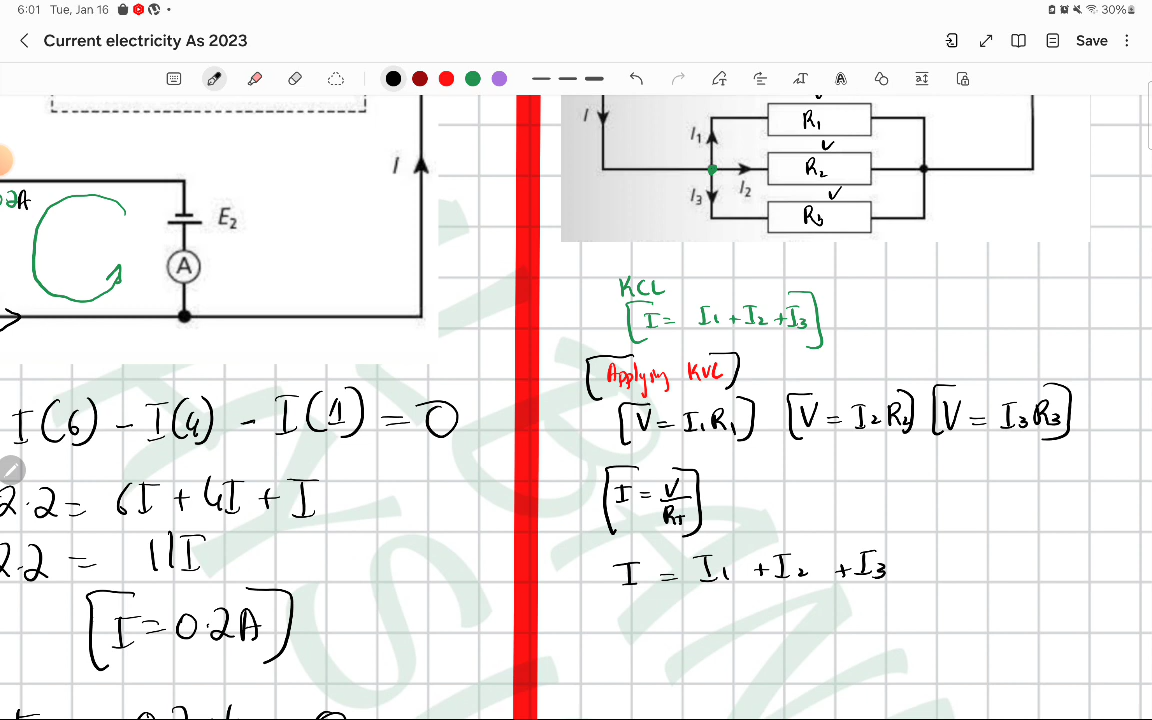 6:01 Tue, Jan 16
30%
Current electricity As 2023
Save
I
E₂
A
I(6) - I(4) - I(1) = 0
2.2 = 6I + 4I + I
2.2 = 11I
[I = 0.2A]
I
I₁
I₂
I₃
R₁
V
R₂
V
R₃
KCL
[I = I₁ + I₂ + I₃]
[Applying KVL]
[V = I₁R₁] [V = I₂R₂] [V = I₃R₃]
[I = V/R_T]
I = I₁ + I₂ + I₃